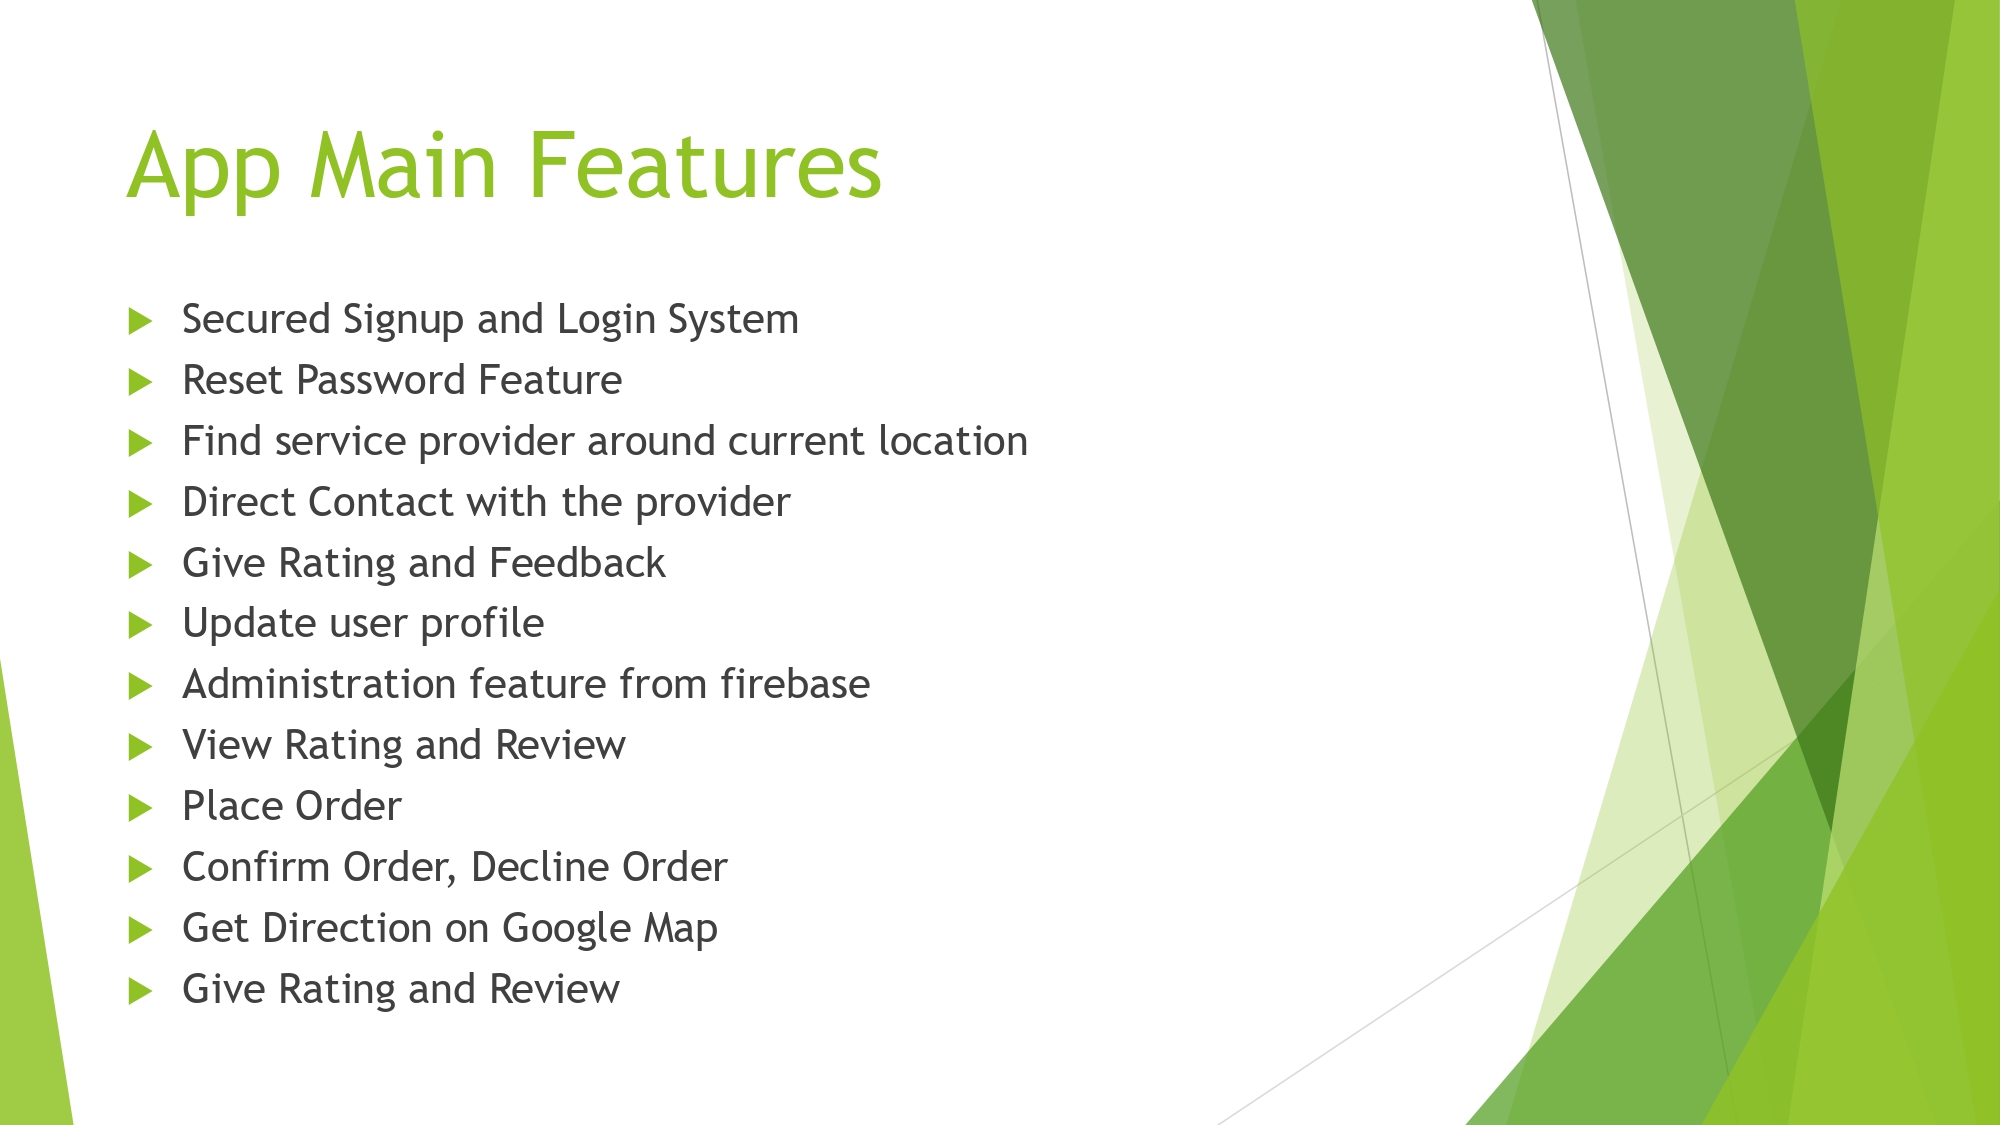 App Main Features
Secured Signup and Login System
Reset Password Feature
Find service provider around current location
Direct Contact with the provider
Give Rating and Feedback
Update user profile
Administration feature from firebase
View Rating and Review
Place Order
Confirm Order, Decline Order
Get Direction on Google Map
Give Rating and Review